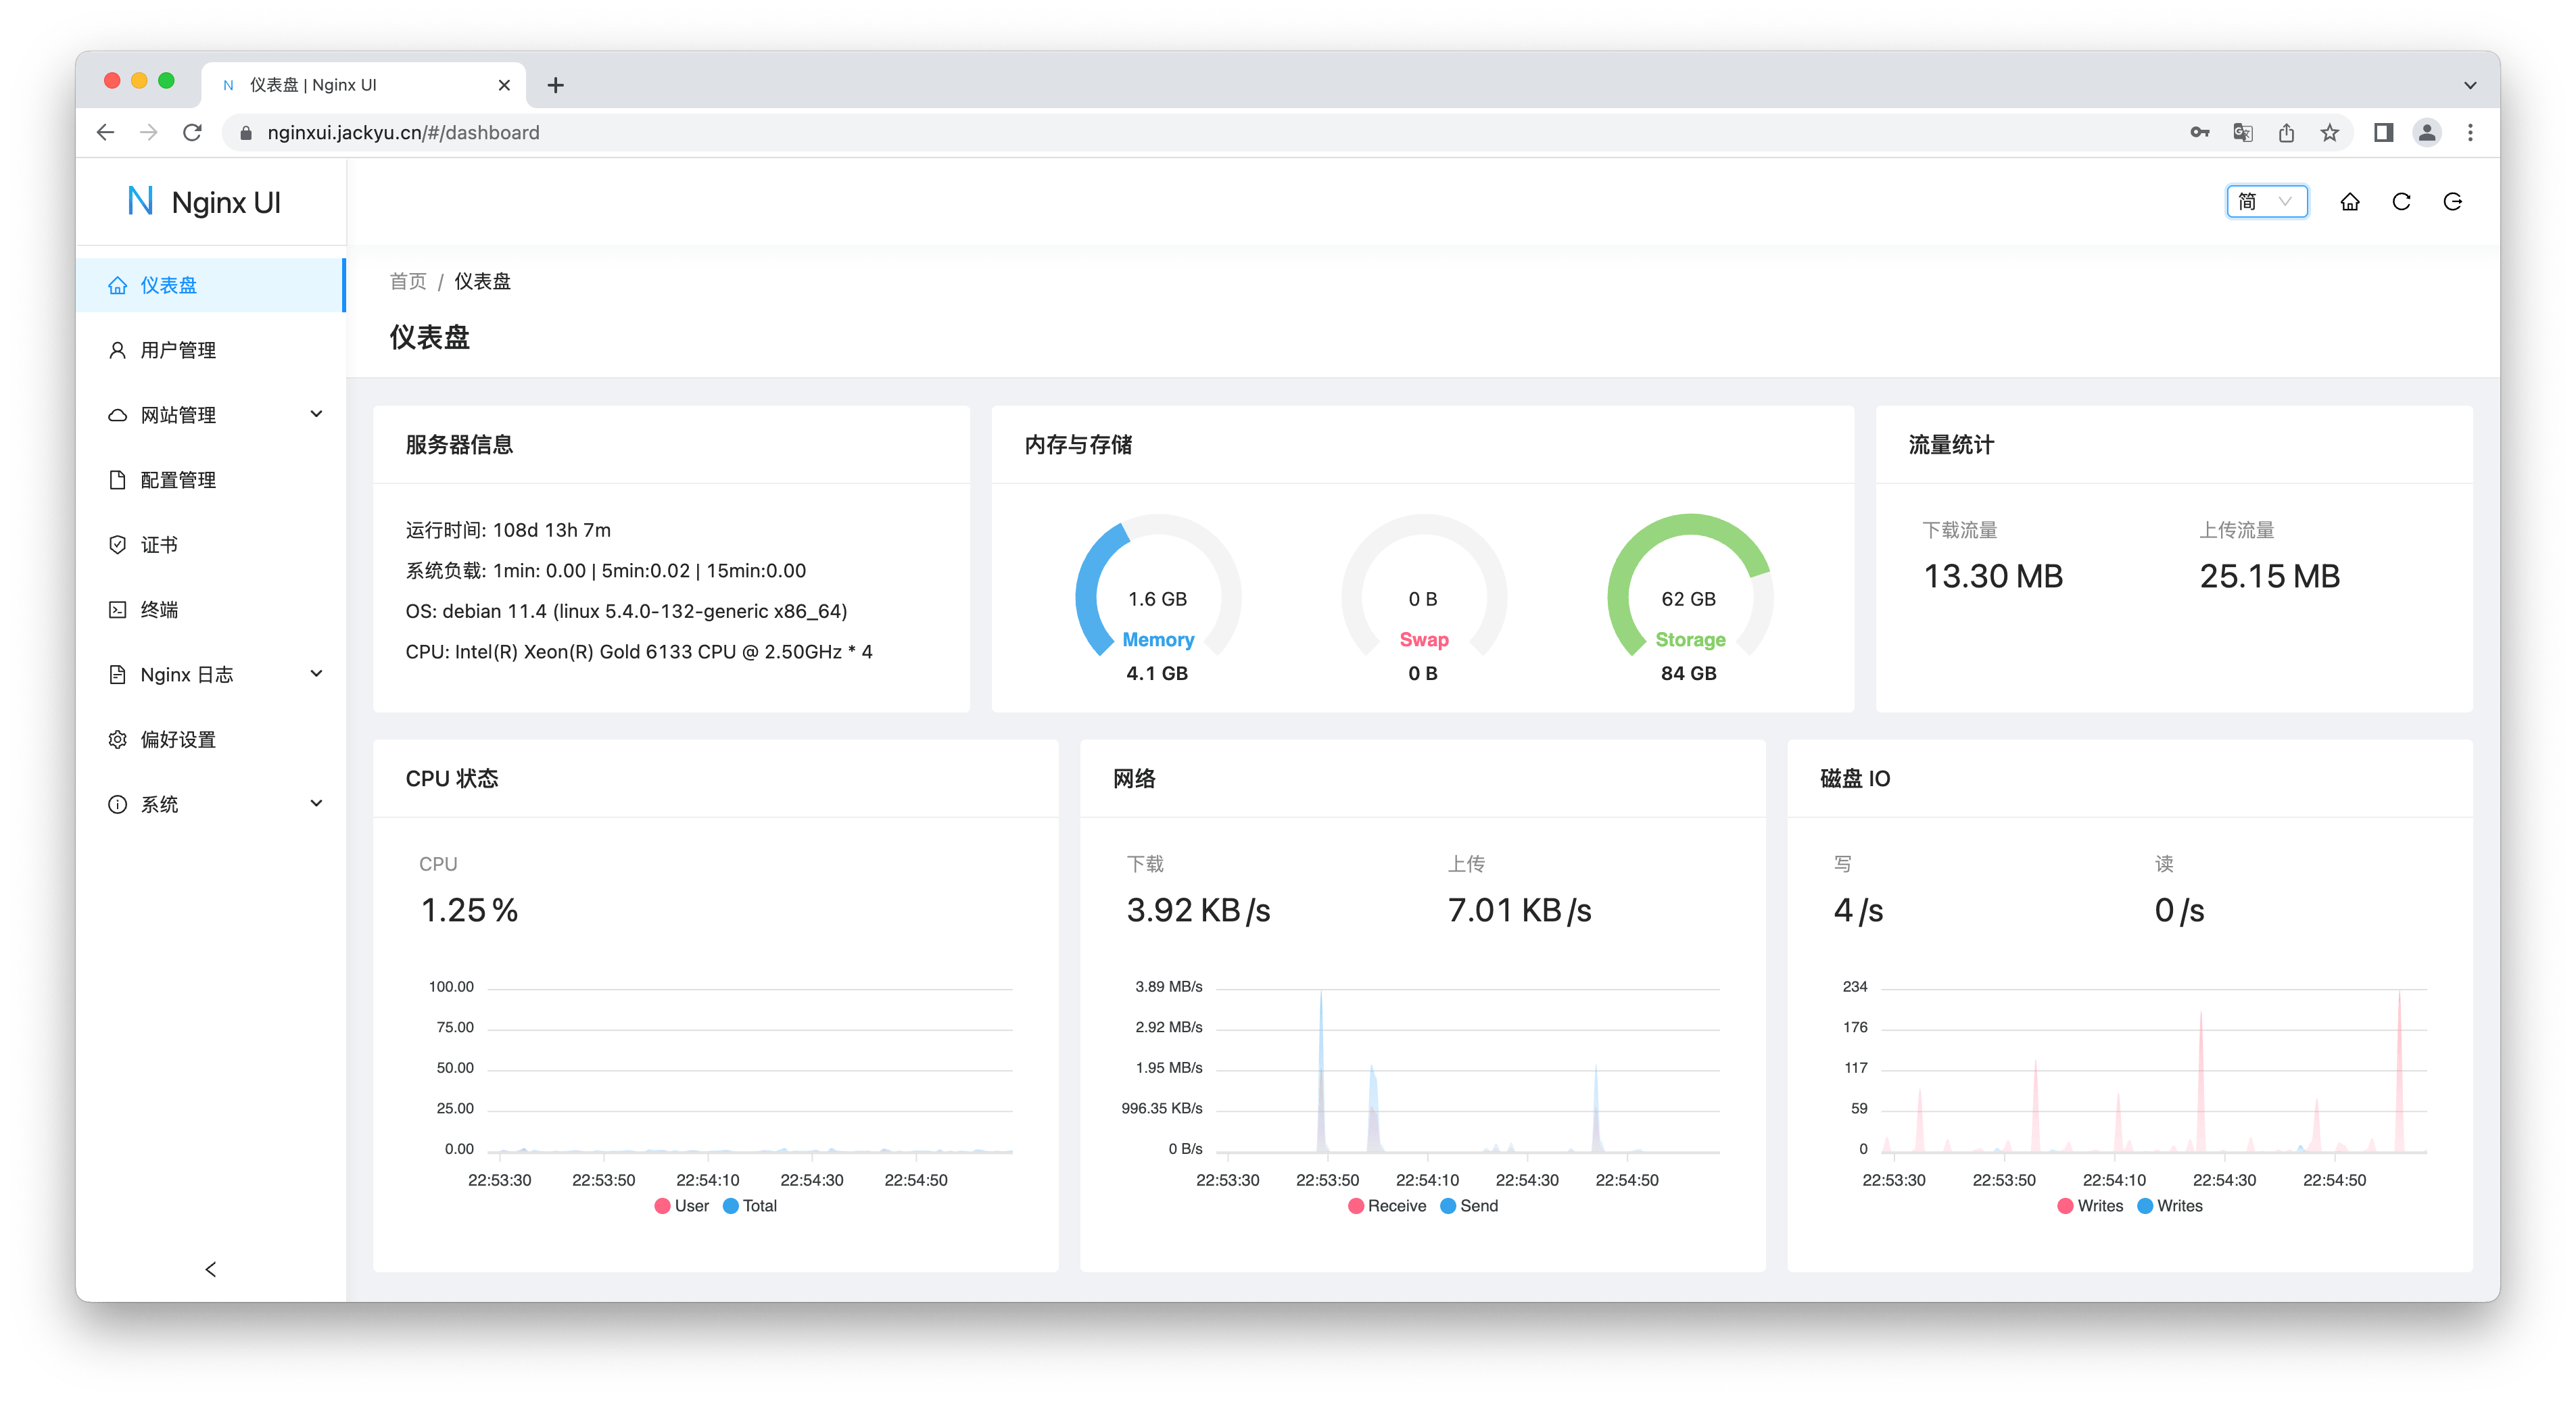 仪表盘 | Nginx UI
nginxui.jackyu.cn/#/dashboard
Nginx UI
简
仪表盘
用户管理
网站管理
配置管理
证书
终端
Nginx 日志
偏好设置
系统
首页 / 仪表盘
仪表盘
服务器信息
运行时间: 108d 13h 7m
系统负载: 1min: 0.00 | 5min:0.02 | 15min:0.00
OS: debian 11.4 (linux 5.4.0-132-generic x86_64)
CPU: Intel(R) Xeon(R) Gold 6133 CPU @ 2.50GHz * 4
内存与存储
1.6 GB
Memory
4.1 GB
0 B
Swap
0 B
62 GB
Storage
84 GB
流量统计
下载流量
13.30 MB
上传流量
25.15 MB
CPU 状态
CPU
1.25 %
100.00
75.00
50.00
25.00
0.00
22:53:30 22:53:50 22:54:10 22:54:30 22:54:50
User Total
网络
下载
3.92 KB/s
上传
7.01 KB/s
3.89 MB/s
2.92 MB/s
1.95 MB/s
996.35 KB/s
0 B/s
22:53:30 22:53:50 22:54:10 22:54:30 22:54:50
Receive Send
磁盘 IO
写
4 /s
读
0 /s
234
176
117
59
0
22:53:30 22:53:50 22:54:10 22:54:30 22:54:50
Writes Writes